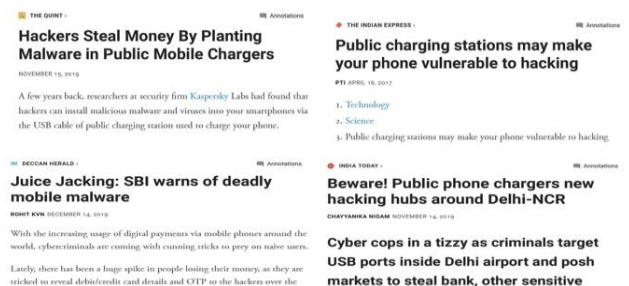 THE QUINT ›
Annotations
Hackers Steal Money By Planting
Malware in Public Mobile Chargers
NOVEMBER 15, 2019
A few years back, researchers at security firm Kaspersky Labs had found that
hackers can install malicious malware and viruses into your smartphones via
the USB cable of public charging station used to charge your phone.
THE INDIAN EXPRESS ›
Annotations
Public charging stations may make
your phone vulnerable to hacking
PTI APRIL 16, 2017
1. Technology
2. Science
3. Public charging stations may make your phone vulnerable to hacking
DECCAN HERALD ›
Annotations
Juice Jacking: SBI warns of deadly
mobile malware
ROHIT KVN DECEMBER 14, 2019
With the increasing usage of digital payments via mobile phones around the
world, cybercriminals are coming with cunning tricks to prey on naive users.
Lately, there has been a huge spike in people losing their money, as they are
tricked to reveal debit/credit card details and OTP to the hackers over the
INDIA TODAY ›
Annotations
Beware! Public phone chargers new
hacking hubs around Delhi-NCR
CHAYYANIKA NIGAM NOVEMBER 14, 2019
Cyber cops in a tizzy as criminals target
USB ports inside Delhi airport and posh
markets to steal bank, other sensitive